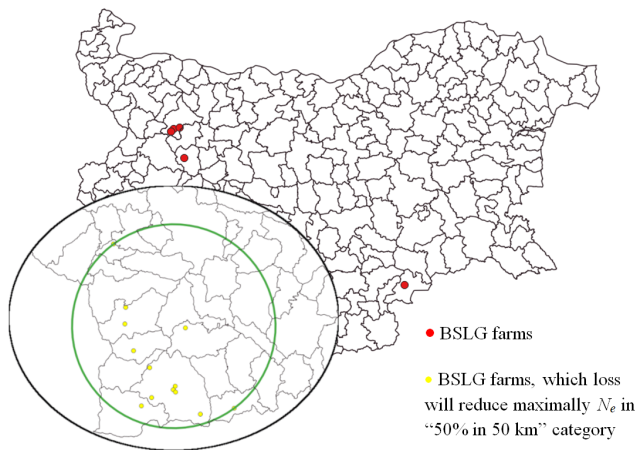 BSLG farms
BSLG farms, which loss
will reduce maximally Nₑ in
“50% in 50 km” category